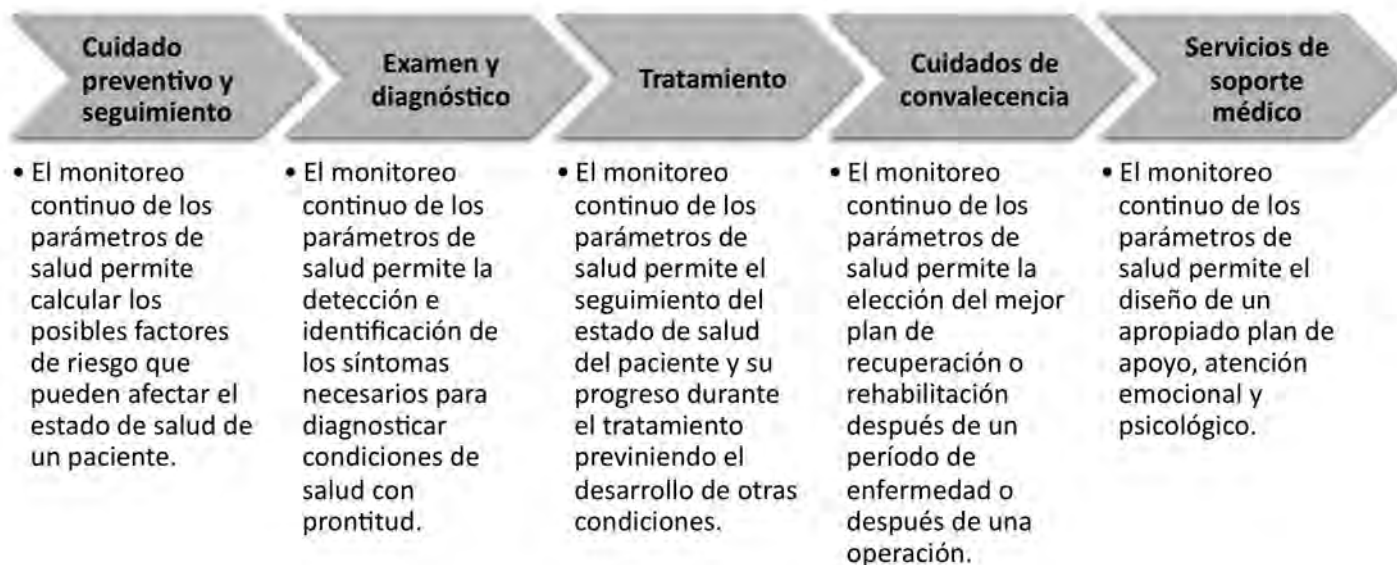 Cuidado
preventivo y
seguimiento
Examen y
diagnóstico
Tratamiento
Cuidados de
convalecencia
Servicios de
soporte
médico
• El monitoreo
continuo de los
parámetros de
salud permite
calcular los
posibles factores
de riesgo que
pueden afectar el
estado de salud de
un paciente.
• El monitoreo
continuo de los
parámetros de
salud permite la
detección e
identificación de
los síntomas
necesarios para
diagnosticar
condiciones de
salud con
prontitud.
• El monitoreo
continuo de los
parámetros de
salud permite el
seguimiento del
estado de salud
del paciente y su
progreso durante
el tratamiento
previniendo el
desarrollo de otras
condiciones.
• El monitoreo
continuo de los
parámetros de
salud permite la
elección del mejor
plan de
recuperación o
rehabilitación
después de un
período de
enfermedad o
después de una
operación.
• El monitoreo
continuo de los
parámetros de
salud permite el
diseño de un
apropiado plan de
apoyo, atención
emocional y
psicológico.